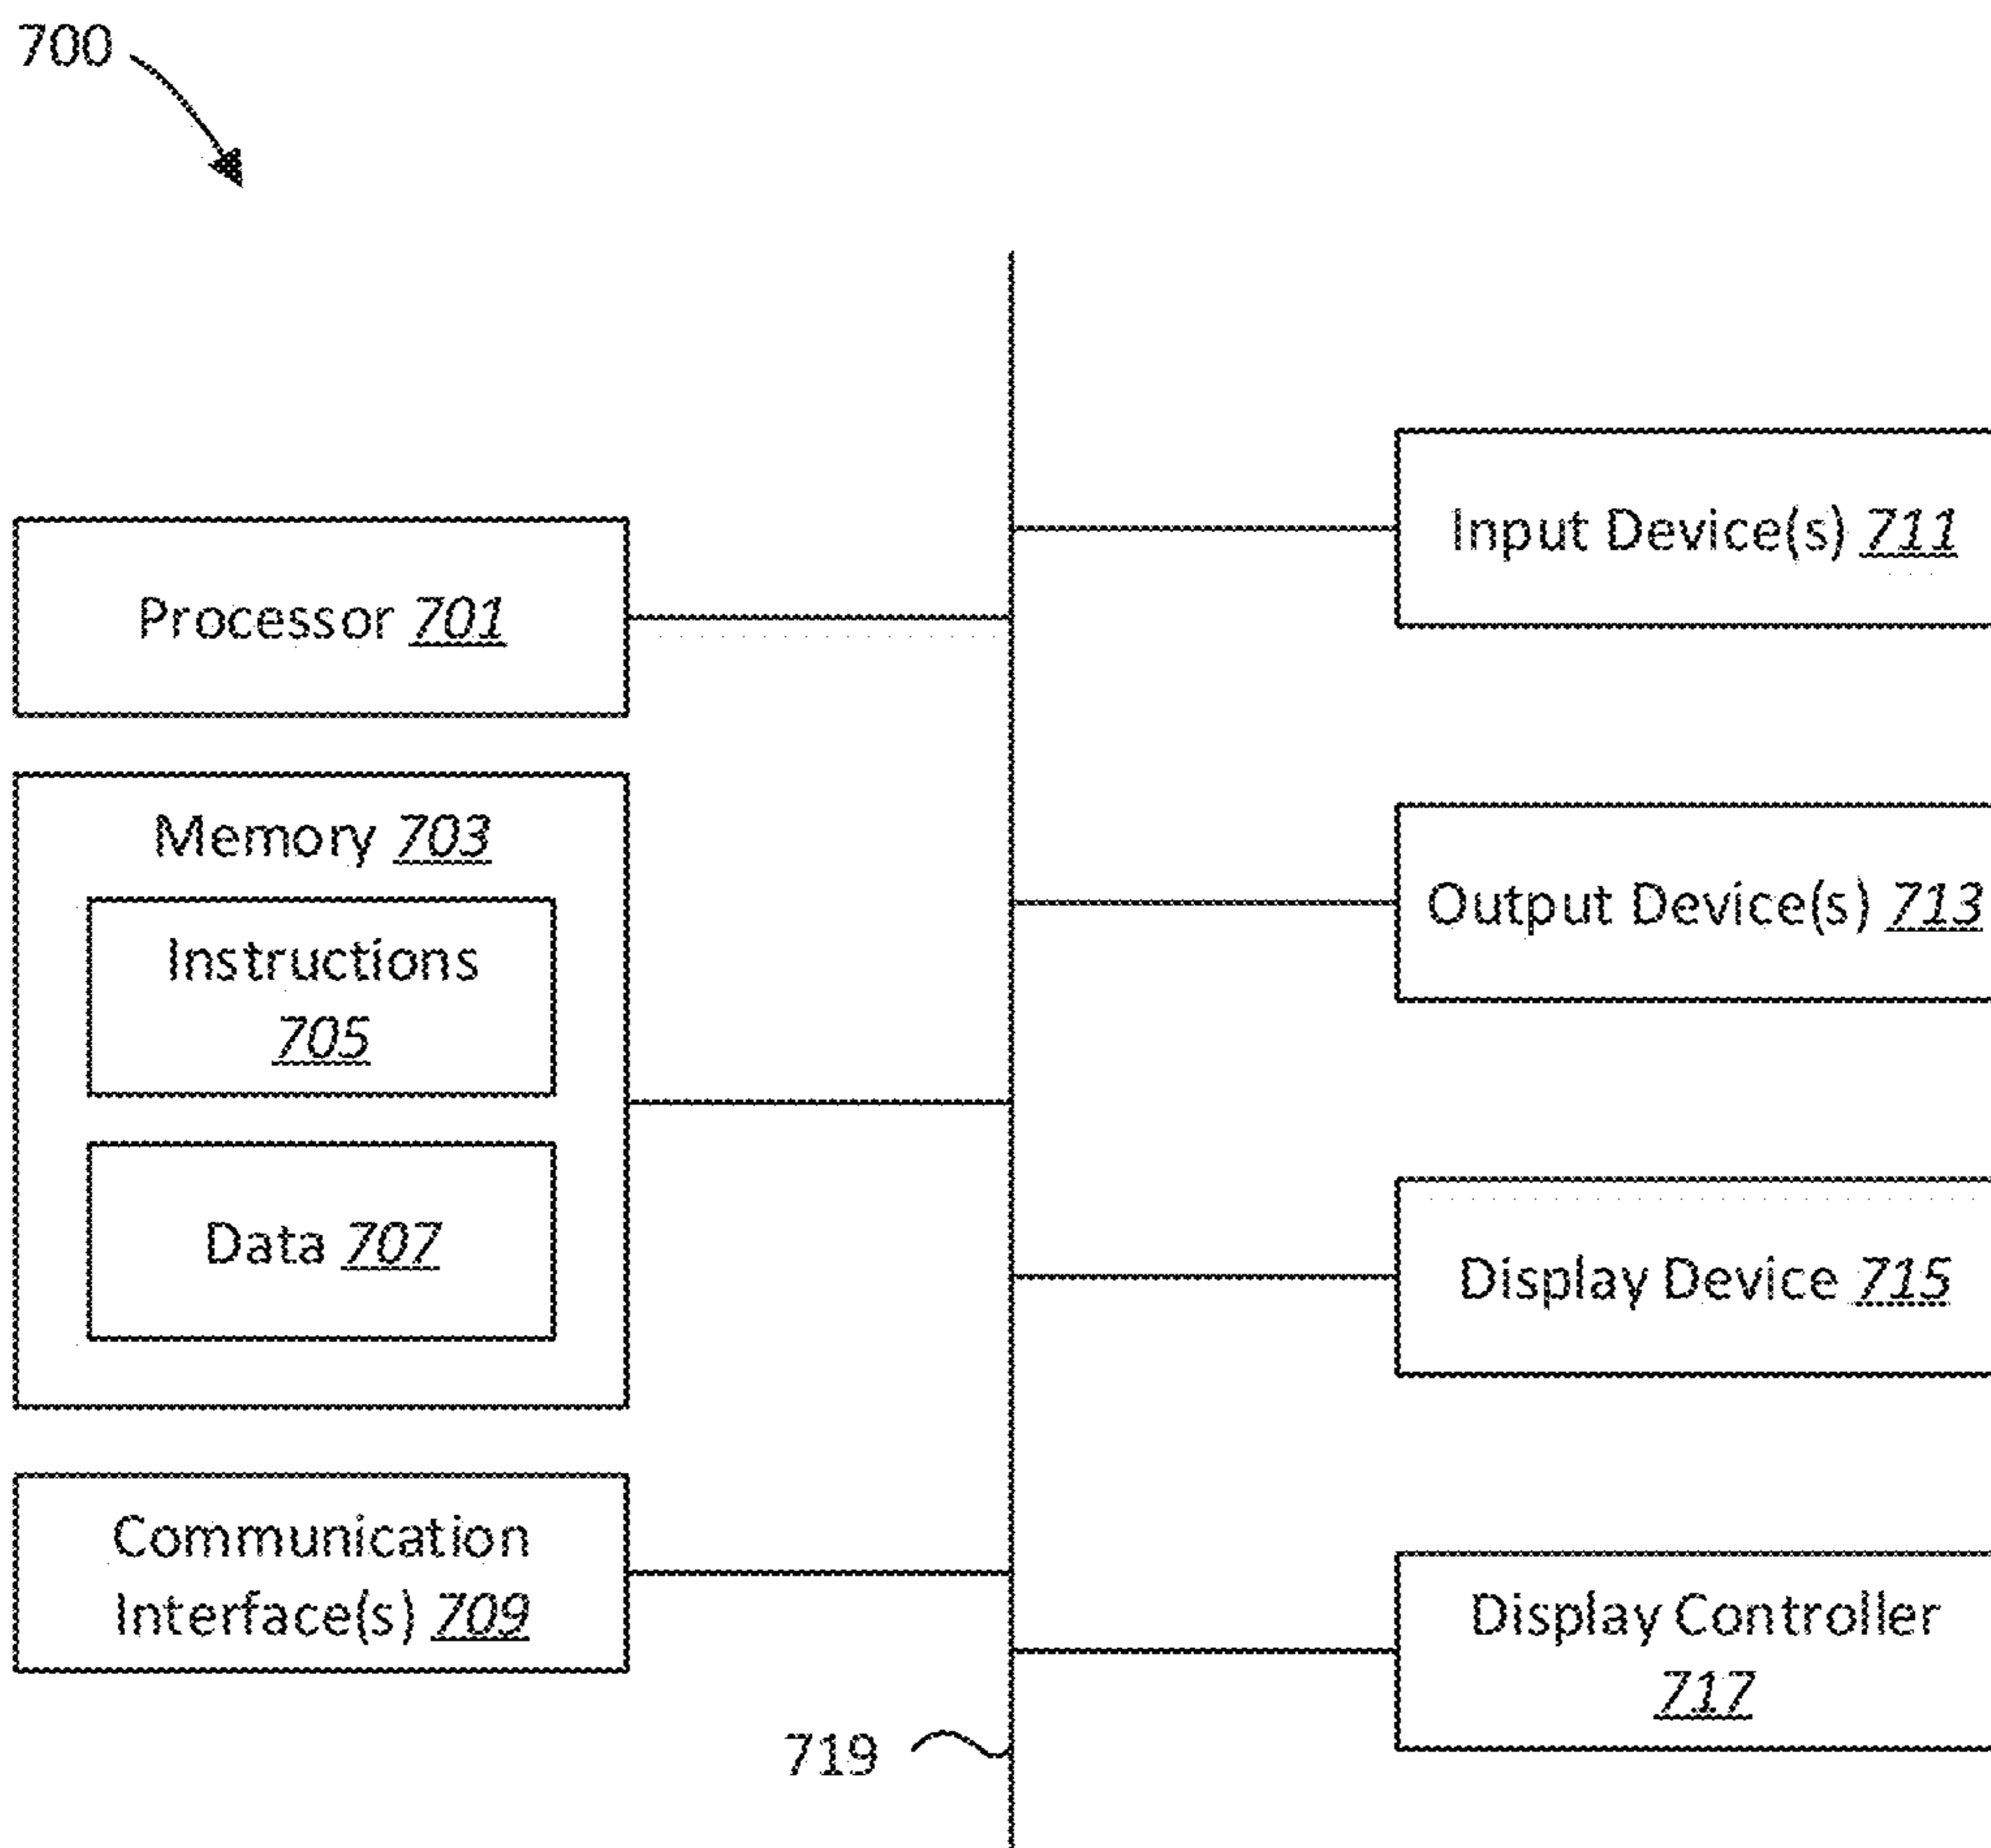 700
Processor 701
Memory 703
Instructions
705
Data 707
Communication
Interface(s) 709
Input Device(s) 711
Output Device(s) 713
Display Device 715
Display Controller
717
719